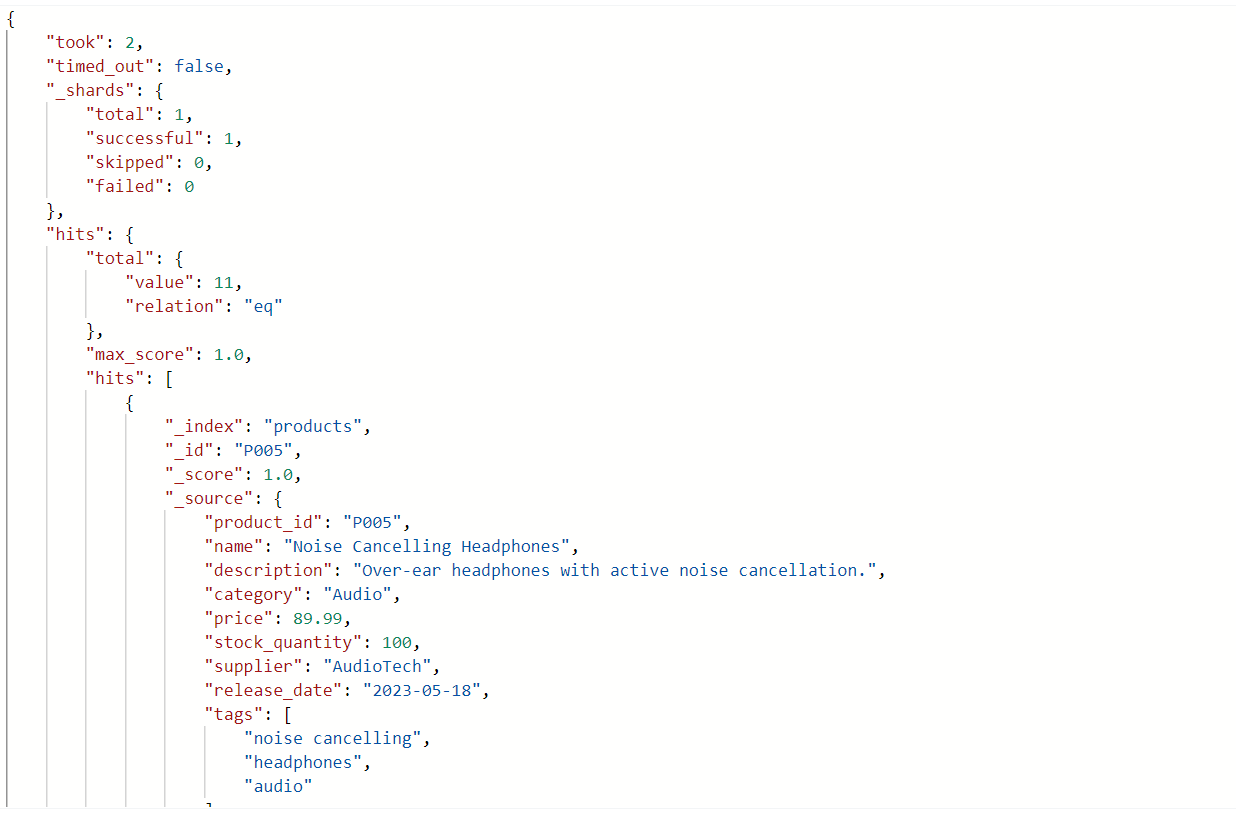 {
    "took": 2,
    "timed_out": false,
    "_shards": {
        "total": 1,
        "successful": 1,
        "skipped": 0,
        "failed": 0
    },
    "hits": {
        "total": {
            "value": 11,
            "relation": "eq"
        },
        "max_score": 1.0,
        "hits": [
            {
                "_index": "products",
                "_id": "P005",
                "_score": 1.0,
                "_source": {
                    "product_id": "P005",
                    "name": "Noise Cancelling Headphones",
                    "description": "Over-ear headphones with active noise cancellation.",
                    "category": "Audio",
                    "price": 89.99,
                    "stock_quantity": 100,
                    "supplier": "AudioTech",
                    "release_date": "2023-05-18",
                    "tags": [
                        "noise cancelling",
                        "headphones",
                        "audio"